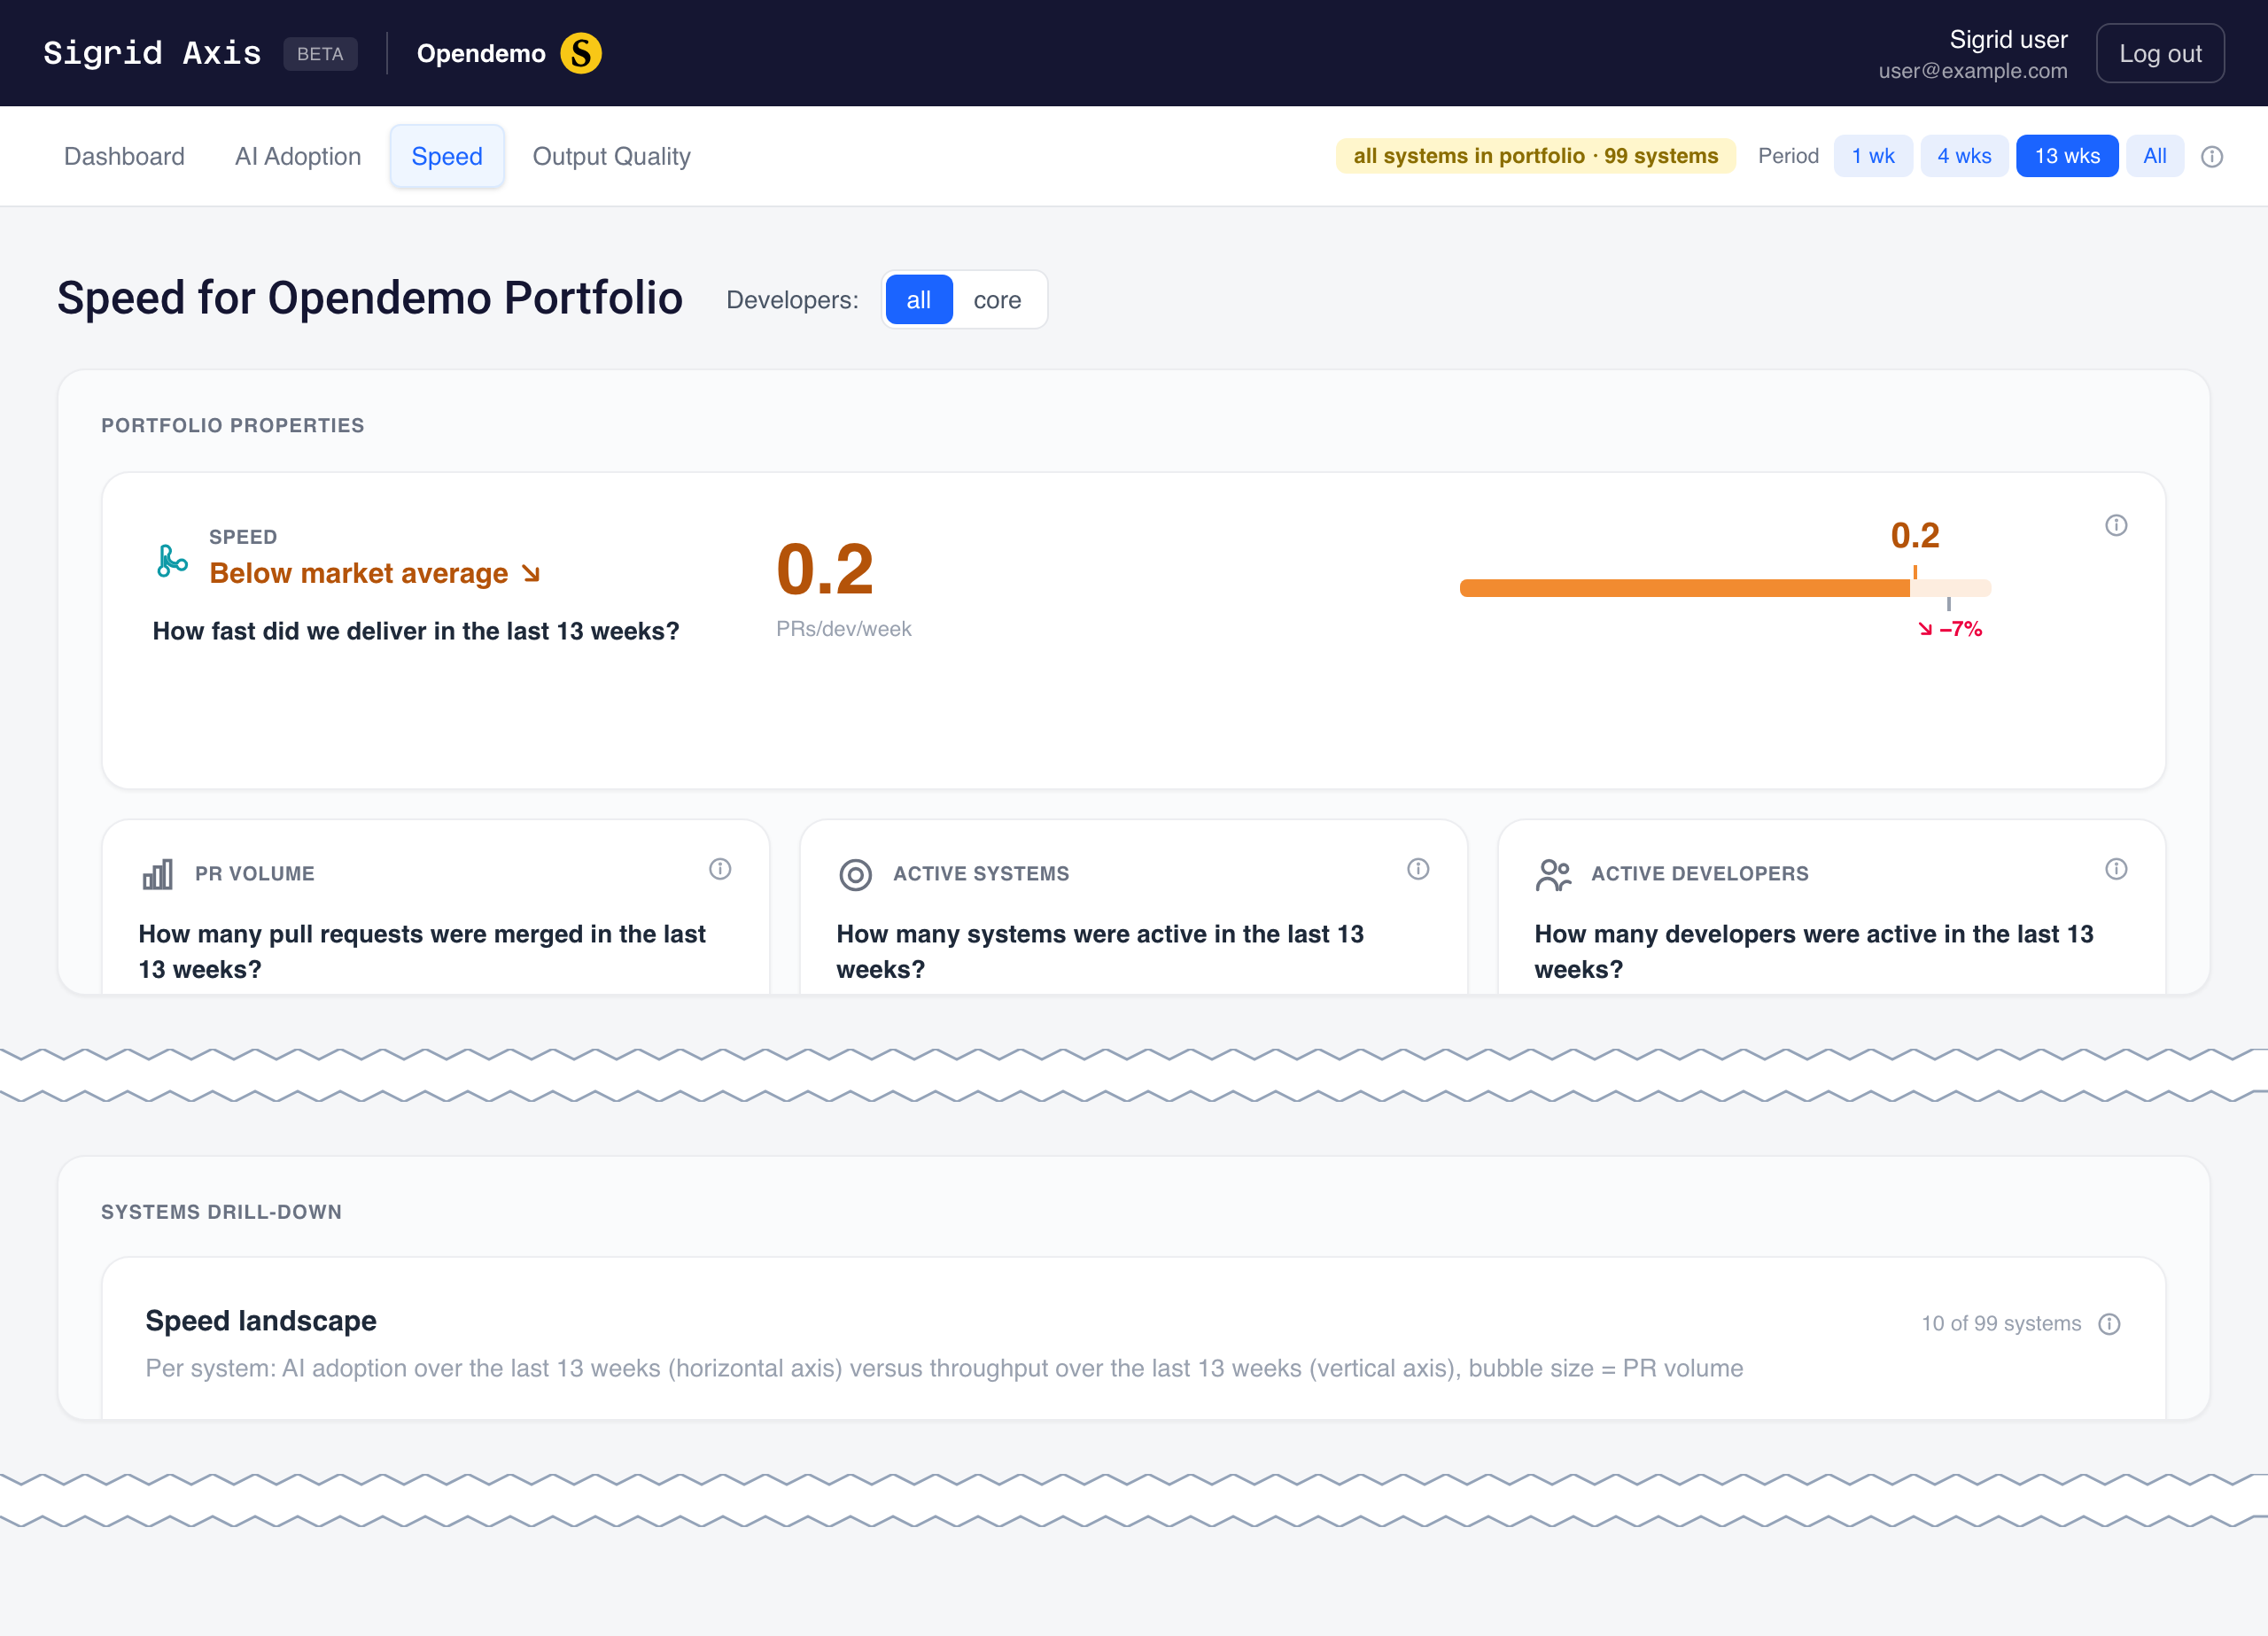 Sigrid Axis BETA Opendemo S
Sigrid user
user@example.com
Log out
Dashboard AI Adoption Speed Output Quality all systems in portfolio · 99 systems Period 1 wk 4 wks 13 wks All
Speed for Opendemo Portfolio Developers: all core
PORTFOLIO PROPERTIES
SPEED
Below market average ↘
How fast did we deliver in the last 13 weeks?
0.2
PRs/dev/week
0.2
↘ –7%
PR VOLUME
How many pull requests were merged in the last
13 weeks?
ACTIVE SYSTEMS
How many systems were active in the last 13
weeks?
ACTIVE DEVELOPERS
How many developers were active in the last 13
weeks?
SYSTEMS DRILL-DOWN
Speed landscape
10 of 99 systems
Per system: AI adoption over the last 13 weeks (horizontal axis) versus throughput over the last 13 weeks (vertical axis), bubble size = PR volume